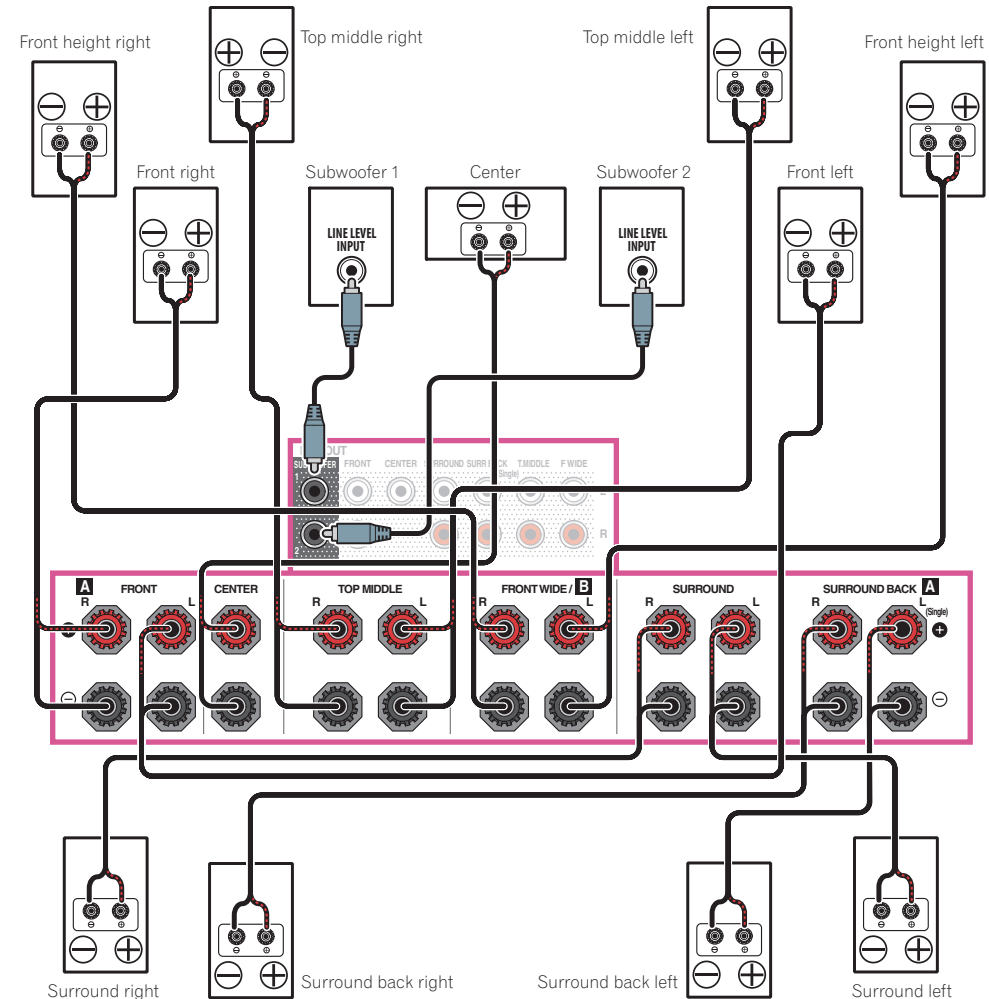 Top middle right
Top middle left
Front height right
Front height left
Front right
Subwoofer 1
Center
Subwoofer 2
Front left
LINE LEVEL
INPUT
LINE LEVEL
INPUT
OUT
FRONT
CENTER
SURR
T.MIDDLE
F WIDE
1
R
2
A
FRONT
CENTER
TOP MIDDLE
FRONT WIDE / B
SURROUND
SURROUND BACK A
R
L
R
L
R
L
R
L
R
L
(Single)
Surround right
Surround back right
Surround back left
Surround left